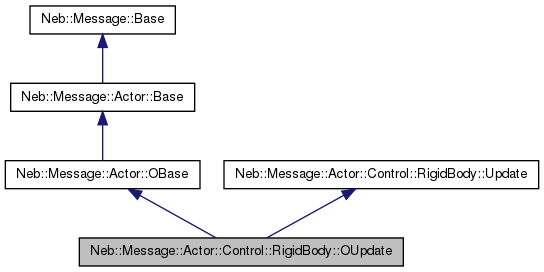 Neb::Message::Base
Neb::Message::Actor::Base
Neb::Message::Actor::OBase
Neb::Message::Actor::Control::RigidBody::Update
Neb::Message::Actor::Control::RigidBody::OUpdate